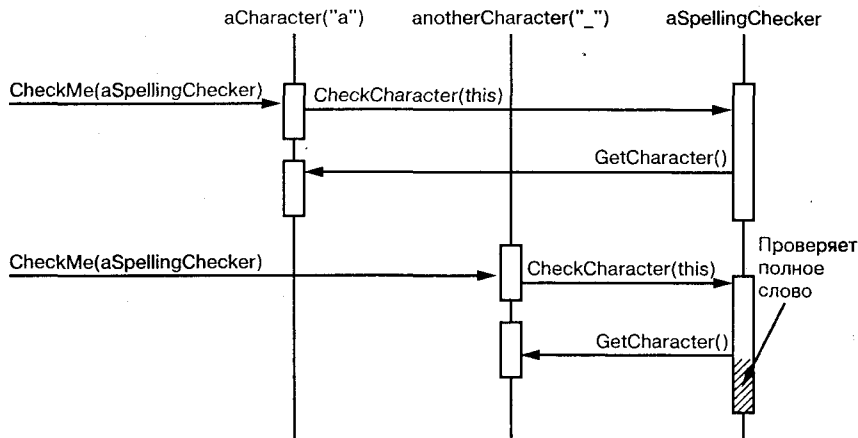 aCharacter("a") anotherCharacter("_") aSpellingChecker
CheckMe(aSpellingChecker) CheckCharacter(this)
GetCharacter()
CheckMe(aSpellingChecker) CheckCharacter(this)
Проверяет
полное
слово
GetCharacter()